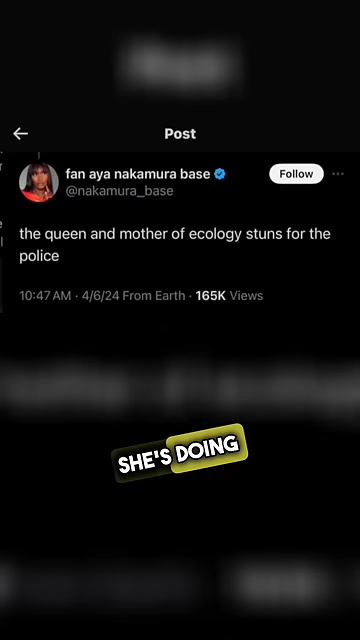 Post
fan aya nakamura base
Follow
@nakamura_base
the queen and mother of ecology stuns for the
police
10:47 AM · 4/6/24 From Earth · 165K Views
SHE'S DOING